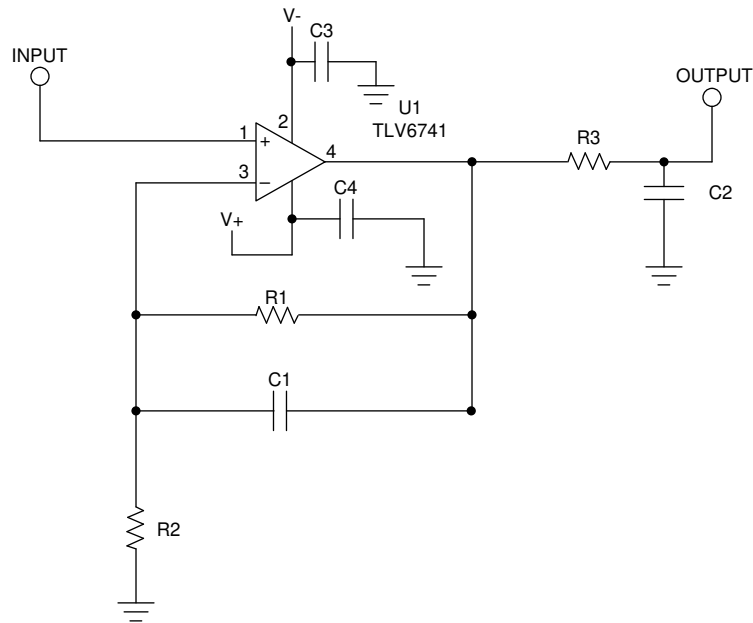 V-
C3
INPUT
OUTPUT
U1
TLV6741
2
1
+
4
R3
3
−
C4
C2
V+
R1
C1
R2